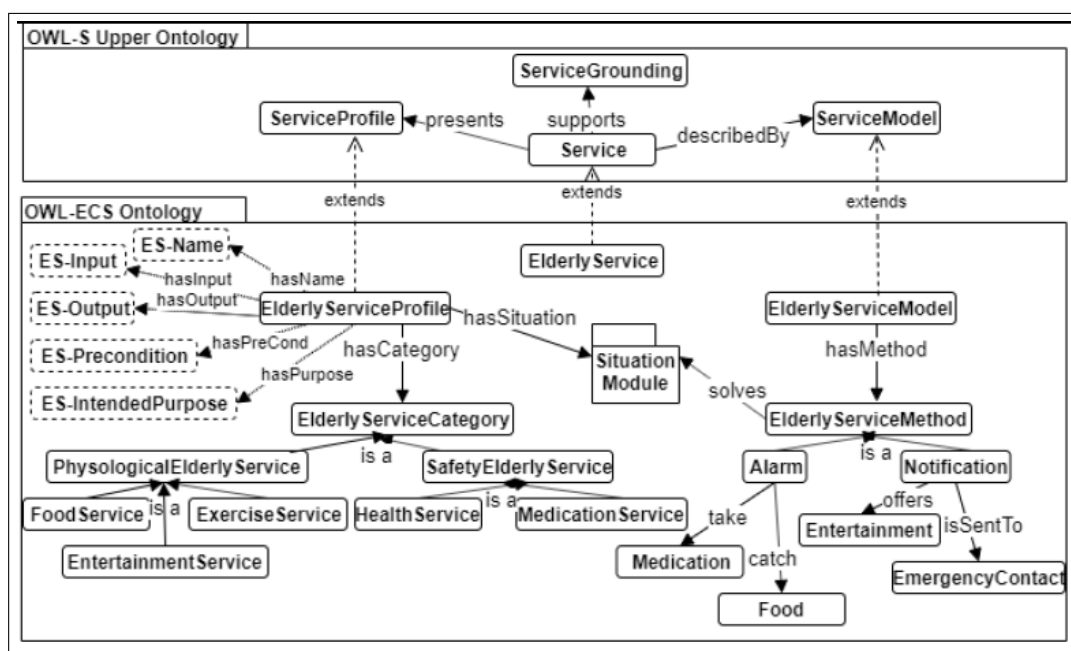 OWL-S Upper Ontology
ServiceGrounding
ServiceProfile
presents
supports
ServiceModel
describedBy
Service
extends
extends
extends
OWL-ECS Ontology
ES-Name
ES-Input
hasInput
hasName
ElderlyService
ES-Output
hasOutput
ElderlyServiceProfile
ElderlyServiceModel
hasSituation
ES-Precondition
hasPreCond
hasCategory
hasMethod
Situation
Module
hasPurpose
ES-IntendedPurpose
solves
ElderlyServiceCategory
ElderlyServiceMethod
is a
is a
PhysologicalElderlyService
SafetyElderlyService
Alarm
Notification
FoodService
is a
ExerciseService
HealthService
is a
MedicationService
take
offers
Entertainment
isSentTo
EntertainmentService
Medication
catch
EmergencyContact
Food